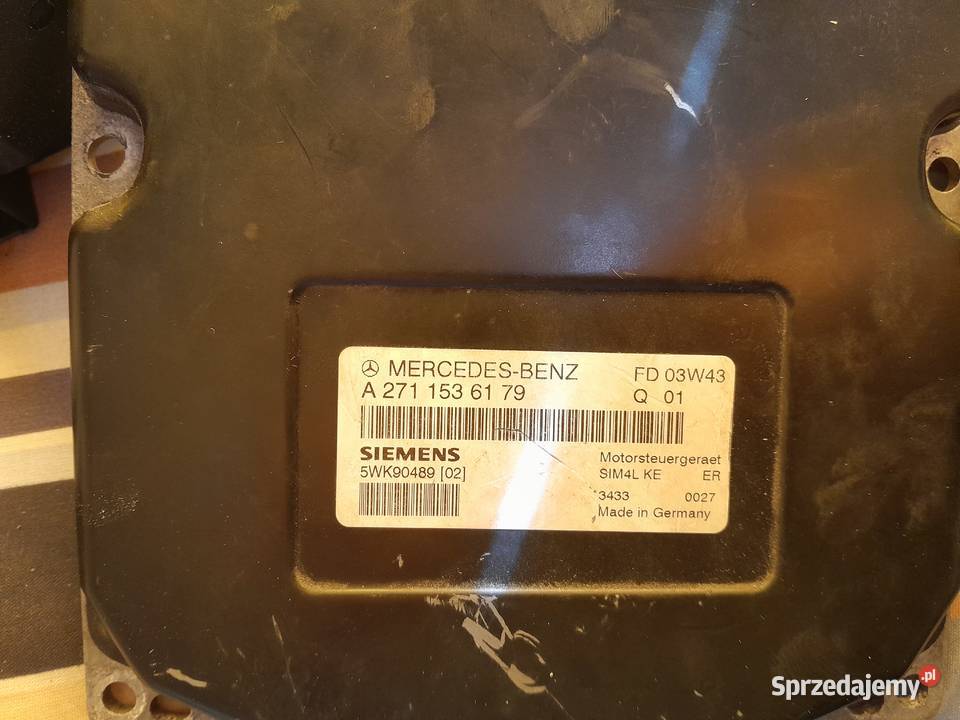 MERCEDES-BENZ
A 271 153 61 79
FD 03W43
Q 01
SIEMENS
5WK90489 [02]
Motorsteuergeraet
SIM4L KE ER
3433 0027
Made in Germany
Sprzedajemy.pl